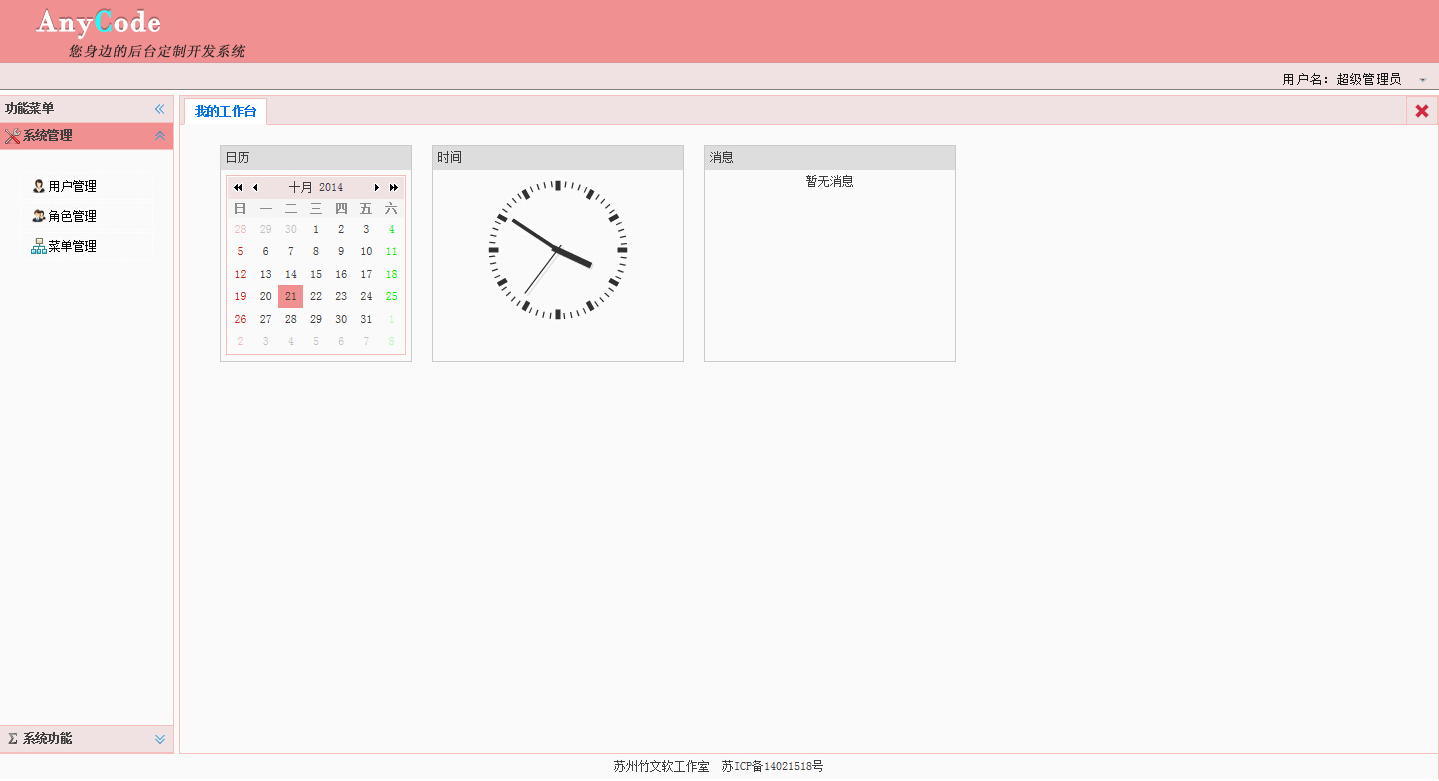 AnyCode
您身边的后台定制开发系统
用户名：超级管理员
功能菜单
系统管理
用户管理
角色管理
菜单管理
系统功能
我的工作台
日历
十月 2014
日 一 二 三 四 五 六
28 29 30 1 2 3 4
5 6 7 8 9 10 11
12 13 14 15 16 17 18
19 20 21 22 23 24 25
26 27 28 29 30 31 1
2 3 4 5 6 7 8
时间
消息
暂无消息
苏州竹文软工作室 苏ICP备14021518号